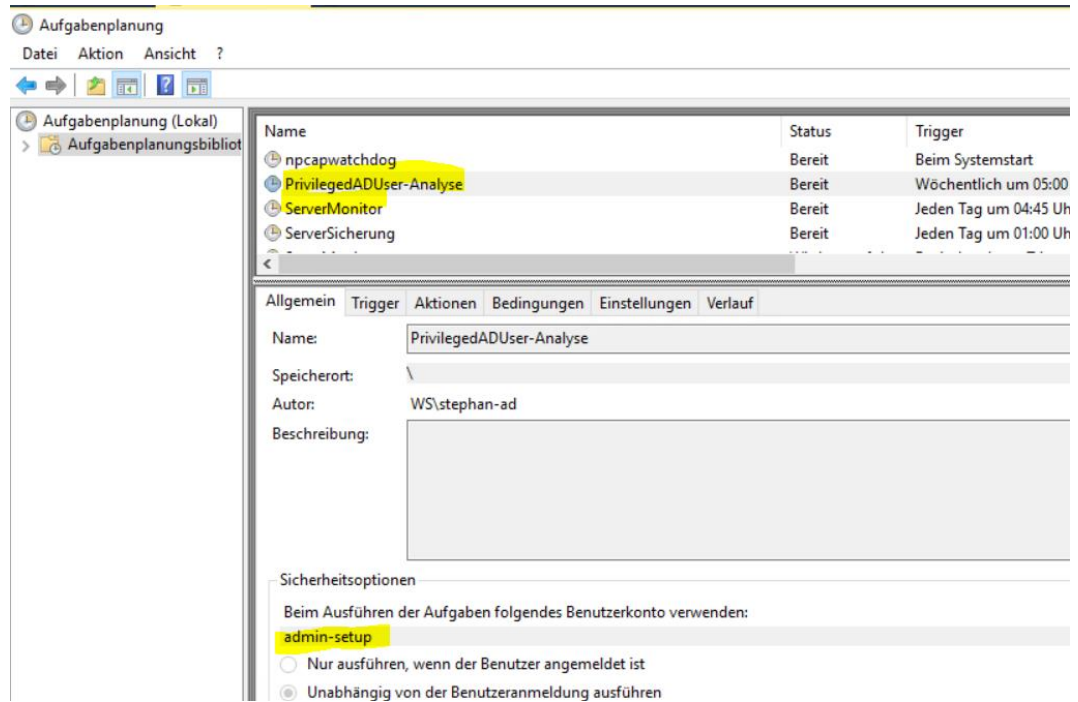 Aufgabenplanung
Datei Aktion Ansicht ?
Aufgabenplanung (Lokal)
Aufgabenplanungsbibliot
Name Status Trigger
npcapwatchdog Bereit Beim Systemstart
PrivilegedADUser-Analyse Bereit Wöchentlich um 05:00
ServerMonitor Bereit Jeden Tag um 04:45 Uh
ServerSicherung Bereit Jeden Tag um 01:00 Uh
Allgemein Trigger Aktionen Bedingungen Einstellungen Verlauf
Name: PrivilegedADUser-Analyse
Speicherort: \
Autor: WS\stephan-ad
Beschreibung:
Sicherheitsoptionen
Beim Ausführen der Aufgaben folgendes Benutzerkonto verwenden:
admin-setup
Nur ausführen, wenn der Benutzer angemeldet ist
Unabhängig von der Benutzeranmeldung ausführen